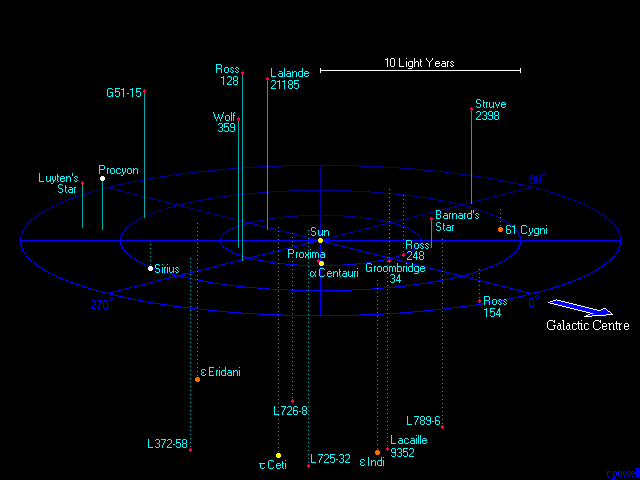 10 Light Years
Ross
128
Lalande
21185
G51-15
Struve
2398
Wolf
359
Procyon
Luyten's
Star
90°
Barnard's
Star
Sun
61 Cygni
Proxima
Ross
248
Sirius
α Centauri
Groombridge
34
270°
0°
Ross
154
Galactic Centre
ε Eridani
L726-8
L789-6
L372-58
Lacaille
9352
τ Ceti
L725-32
ε Indi
cpowell